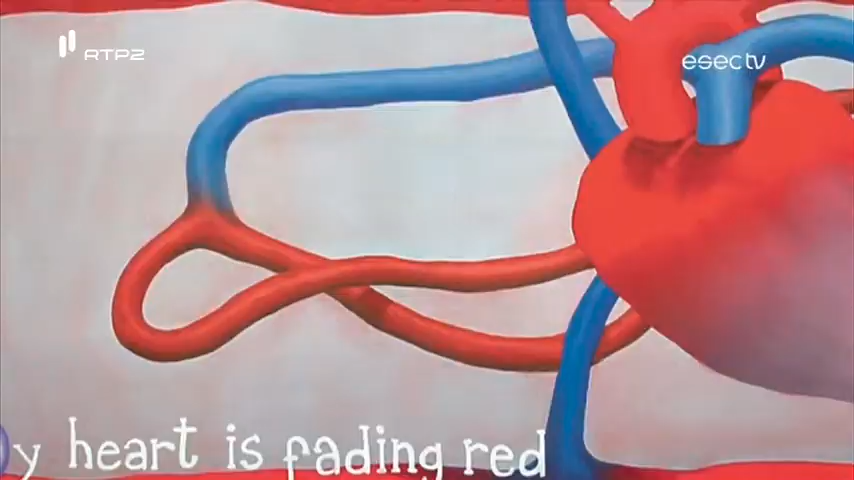 RTP2
esectv
y heart is fading red